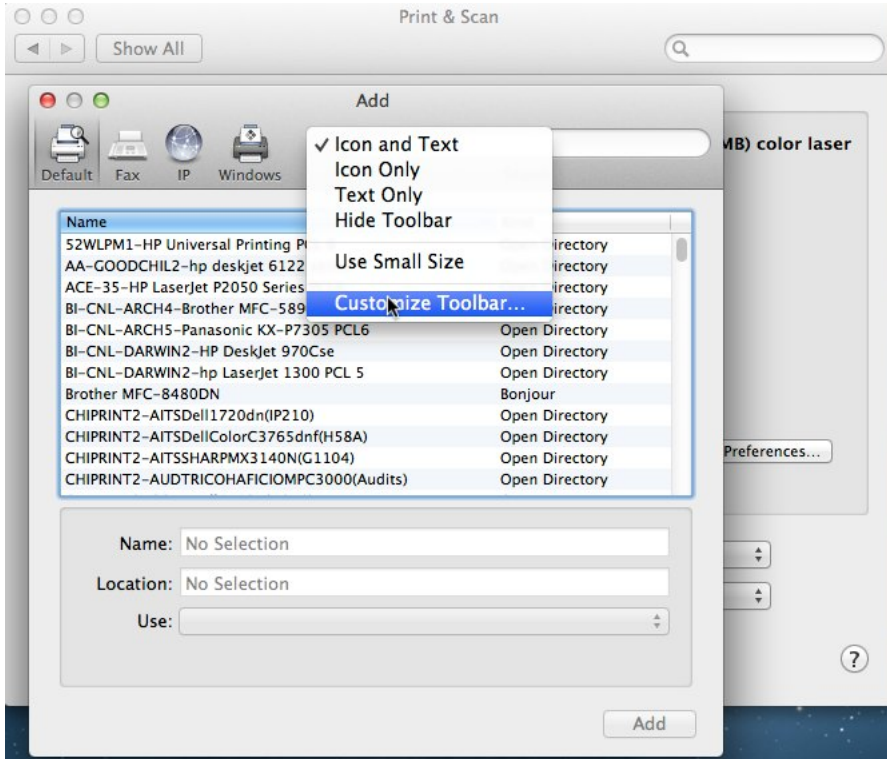 Print & Scan
Show All
Add
Default Fax IP Windows
MB) color laser
✓ Icon and Text
Icon Only
Text Only
Hide Toolbar
Use Small Size
Customize Toolbar...
Name
52WLPM1-HP Universal Printing P irectory
AA-GOODCHIL2-hp deskjet 6122 irectory
ACE-35-HP LaserJet P2050 Series irectory
BI-CNL-ARCH4-Brother MFC-589 irectory
BI-CNL-ARCH5-Panasonic KX-P7305 PCL6 Open Directory
BI-CNL-DARWIN2-HP DeskJet 970Cse Open Directory
BI-CNL-DARWIN2-hp LaserJet 1300 PCL 5 Open Directory
Brother MFC-8480DN Bonjour
CHIPRINT2-AITSDell1720dn(IP210) Open Directory
CHIPRINT2-AITSDellColorC3765dnf(H58A) Open Directory
CHIPRINT2-AITSSHARPMX3140N(G1104) Open Directory
CHIPRINT2-AUDTRICOHAFICIOMPC3000(Audits) Open Directory
Preferences...
Name: No Selection
Location: No Selection
Use:
?
Add